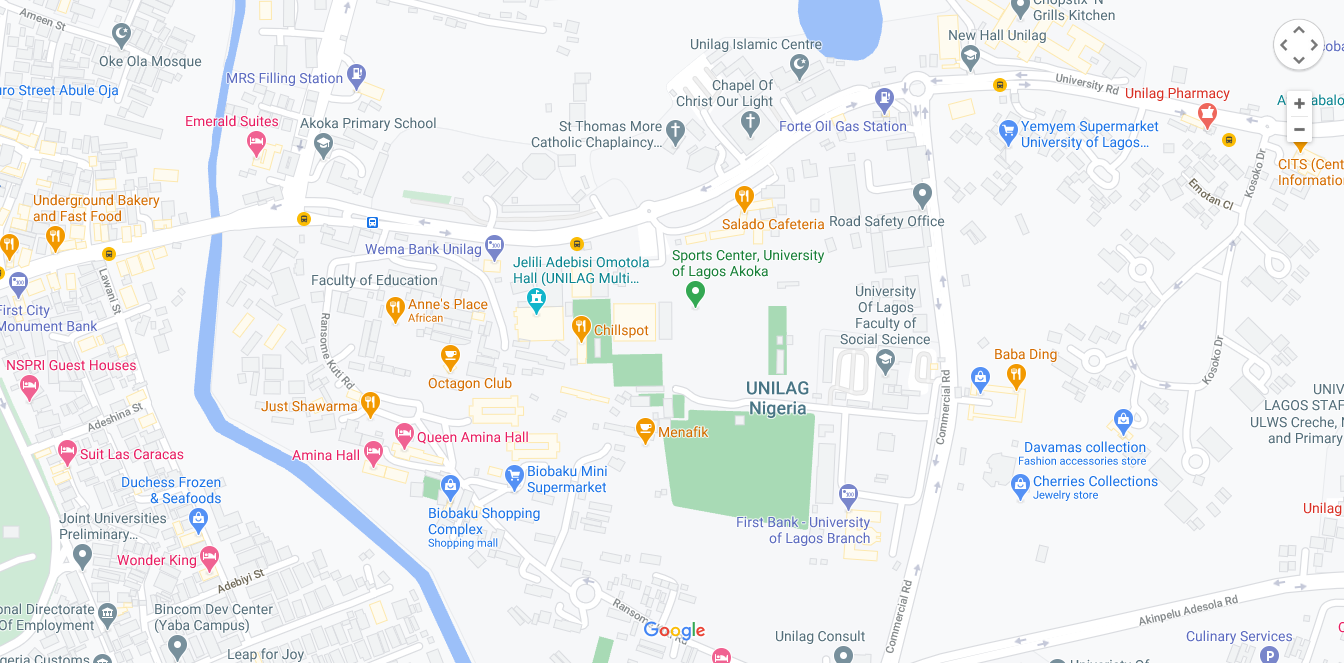 Ameen St
Oke Ola Mosque
MRS Filling Station
uro Street Abule Oja
Emerald Suites
Akoka Primary School
Unilag Islamic Centre
Chapel Of
Christ Our Light
St Thomas More
Catholic Chaplaincy...
Chopstix 'N'
Grills Kitchen
New Hall Unilag
University Rd
Unilag Pharmacy
Forte Oil Gas Station
Yemyem Supermarket
University of Lagos...
CITS (Cent
Information
Kosoko Dr
Emotan Cl
Underground Bakery
and Fast Food
Salado Cafeteria
Road Safety Office
Wema Bank Unilag
Jelili Adebisi Omotola
Hall (UNILAG Multi...
Sports Center, University
of Lagos Akoka
Faculty of Education
Lawani St
First City
Monument Bank
Anne's Place
African
Chillspot
University
Of Lagos
Faculty of
Social Science
Ransome Kuti Rd
NSPRI Guest Houses
Octagon Club
Baba Ding
Kosoko Dr
UNILAG
Nigeria
Commercial Rd
Just Shawarma
Adeshina St
UNIV
LAGOS STAF
ULWS Creche, N
and Primary
Queen Amina Hall
Menafik
Amina Hall
Suit Las Caracas
Davamas collection
Fashion accessories store
Duchess Frozen
& Seafoods
Biobaku Mini
Supermarket
Cherries Collections
Jewelry store
Biobaku Shopping
Complex
Shopping mall
Joint Universities
Preliminary...
First Bank - University
of Lagos Branch
Unilag
Wonder King
Adebiyi St
onal Directorate
Of Employment
Bincom Dev Center
(Yaba Campus)
Ransome
Rd
Google
Commercial Rd
Akinpelu Adesola Rd
Unilag Consult
Culinary Services
Leap for Joy
geria Customs
University Of